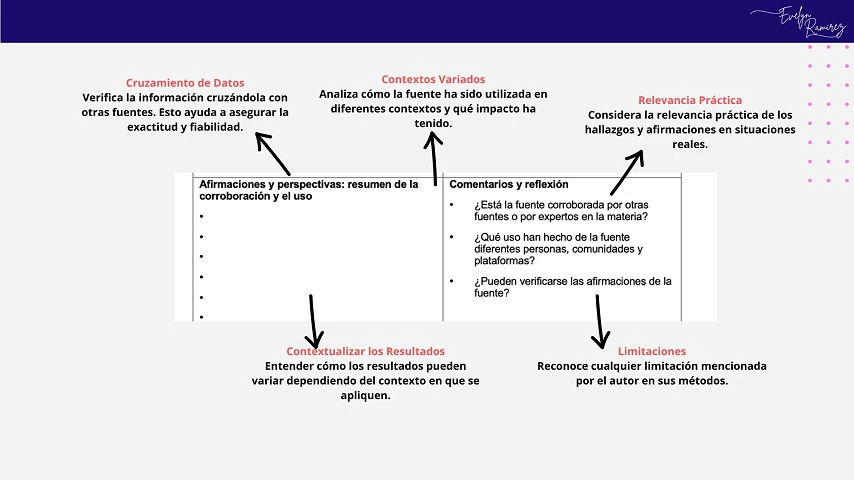 Evelyn
Ramirez
Cruzamiento de Datos
Verifica la información cruzándola con
otras fuentes. Esto ayuda a asegurar la
exactitud y fiabilidad.
Contextos Variados
Analiza cómo la fuente ha sido utilizada en
diferentes contextos y qué impacto ha
tenido.
Relevancia Práctica
Considera la relevancia práctica de los
hallazgos y afirmaciones en situaciones
reales.
Afirmaciones y perspectivas: resumen de la
corroboración y el uso
Comentarios y reflexión
• ¿Está la fuente corroborada por otras
fuentes o por expertos en la materia?
• ¿Qué uso han hecho de la fuente
diferentes personas, comunidades y
plataformas?
• ¿Pueden verificarse las afirmaciones de la
fuente?
Contextualizar los Resultados
Entender cómo los resultados pueden
variar dependiendo del contexto en que se
apliquen.
Limitaciones
Reconoce cualquier limitación mencionada
por el autor en sus métodos.